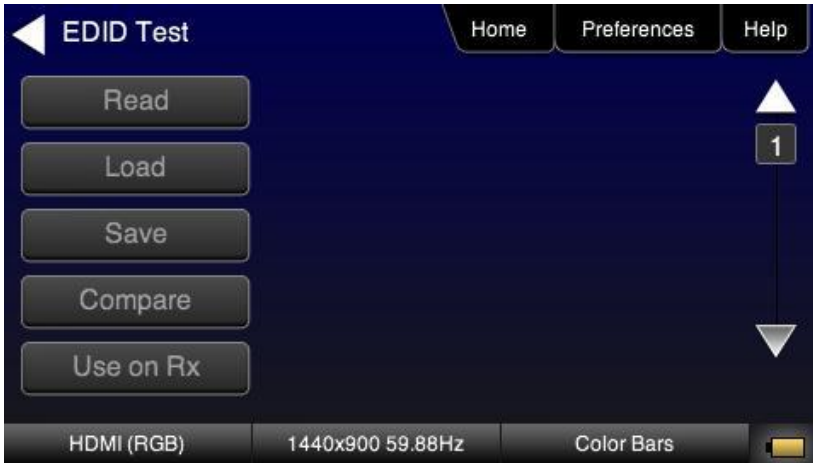 EDID Test
Home
Preferences
Help
Read
1
Load
Save
Compare
Use on Rx
HDMI (RGB)
1440x900 59.88Hz
Color Bars